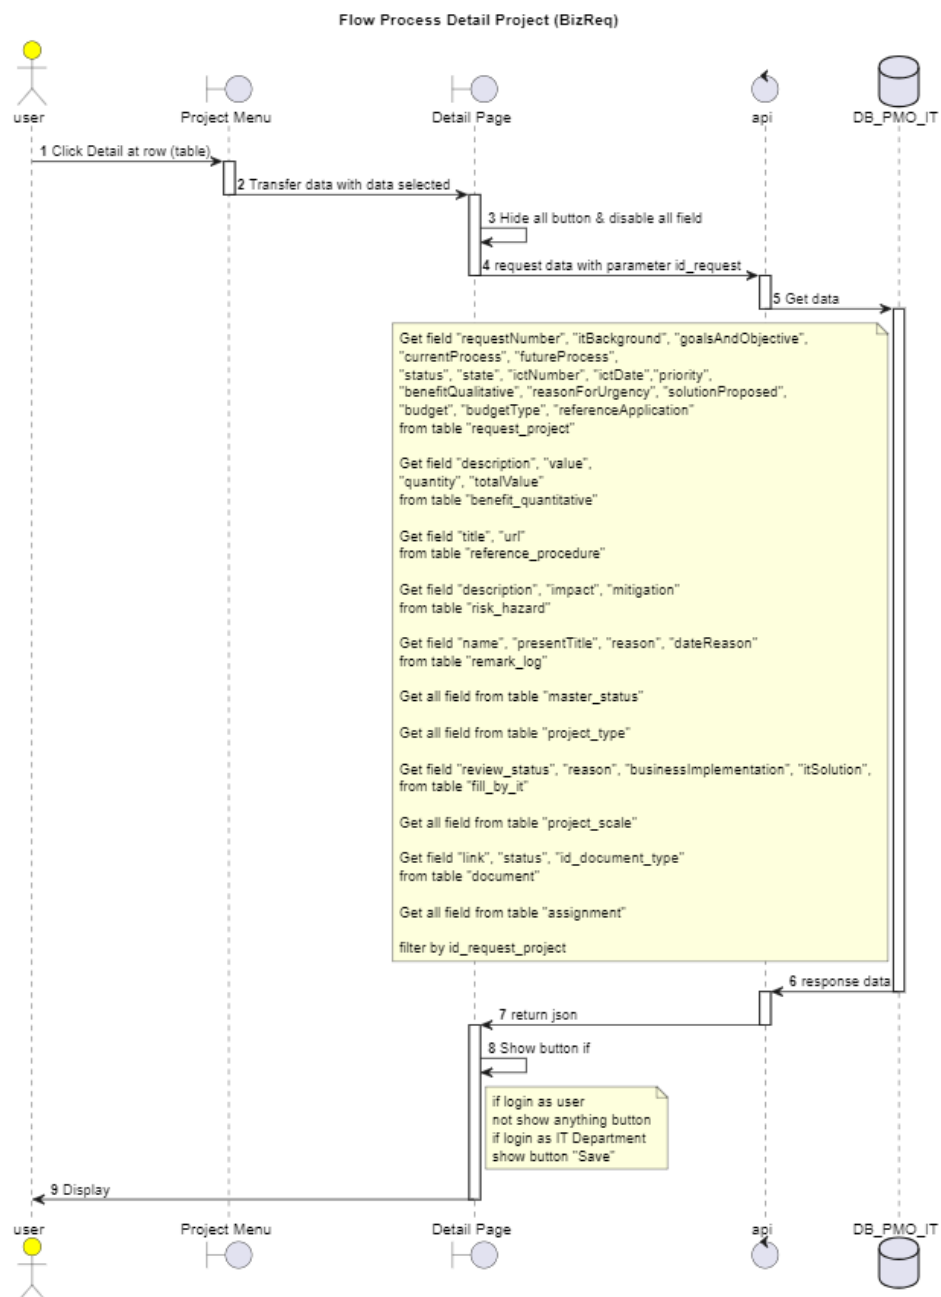 Flow Process Detail Project (BizReq)
user
Project Menu
Detail Page
api
DB_PMO_IT
1 Click Detail at row (table)
2 Transfer data with data selected
3 Hide all button & disable all field
4 request data with parameter id_request
5 Get data
Get field "requestNumber", "itBackground", "goalsAndObjective",
"currentProcess", "futureProcess",
"status", "state", "ictNumber", "ictDate","priority",
"benefitQualitative", "reasonForUrgency", "solutionProposed",
"budget", "budgetType", "referenceApplication"
from table "request_project"
Get field "description", "value",
"quantity", "totalValue"
from table "benefit_quantitative"
Get field "title", "url"
from table "reference_procedure"
Get field "description", "impact", "mitigation"
from table "risk_hazard"
Get field "name", "presentTitle", "reason", "dateReason"
from table "remark_log"
Get all field from table "master_status"
Get all field from table "project_type"
Get field "review_status", "reason", "businessImplementation", "itSolution",
from table "fill_by_it"
Get all field from table "project_scale"
Get field "link", "status", "id_document_type"
from table "document"
Get all field from table "assignment"
filter by id_request_project
6 response data
7 return json
8 Show button if
if login as user
not show anything button
if login as IT Department
show button "Save"
9 Display
user
Project Menu
Detail Page
api
DB_PMO_IT